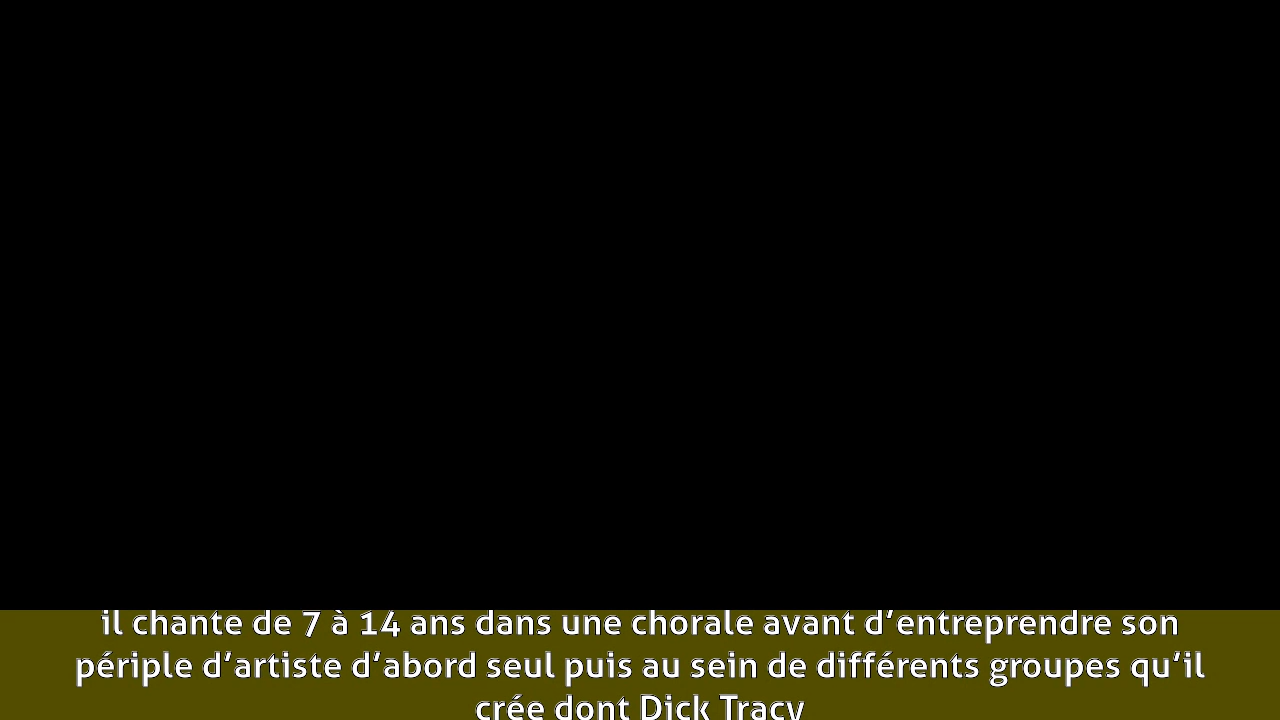 il chante de 7 à 14 ans dans une chorale avant d’entreprendre son
périple d’artiste d’abord seul puis au sein de différents groupes qu’il
crée dont Dick Tracy